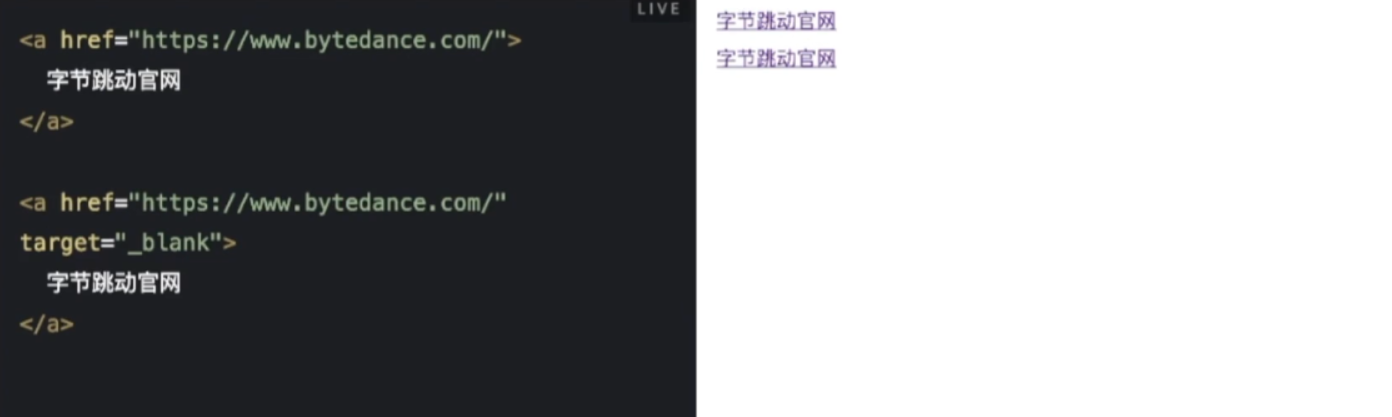 LIVE
<a href="https://www.bytedance.com/">
字节跳动官网
</a>
<a href="https://www.bytedance.com/"
target="_blank">
字节跳动官网
</a>
字节跳动官网
字节跳动官网